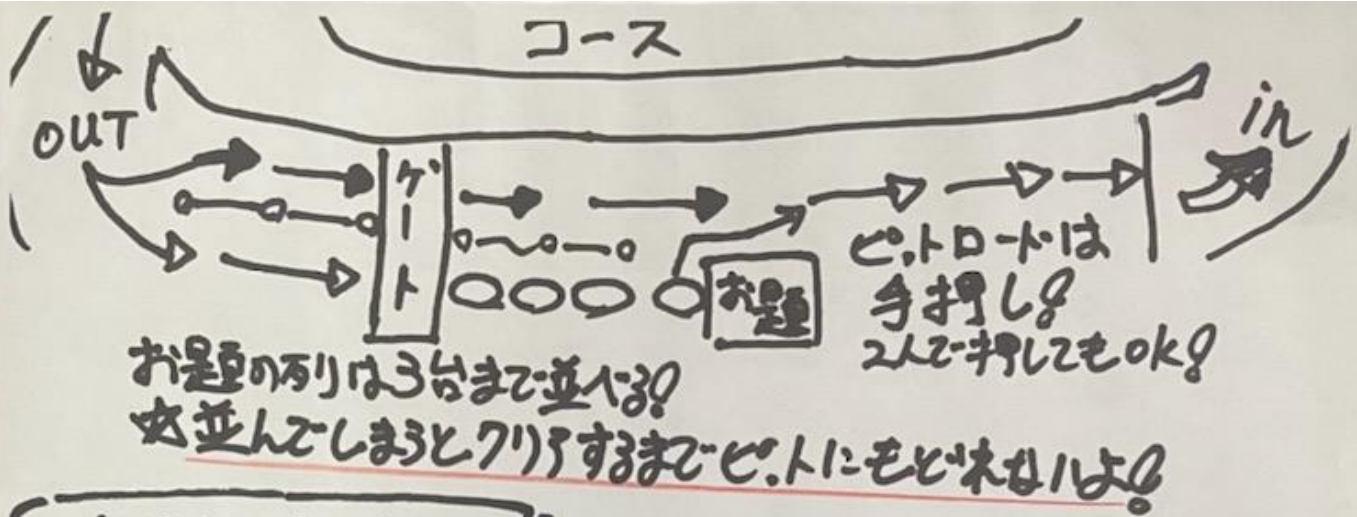 コース
OUT
in
ゲート
お題
ピットロードは
手押し!
2人で押してもOK!
お題の列は3台まで並べる!
☆並んでしまうとクリアするまでピットにもどれないよ!